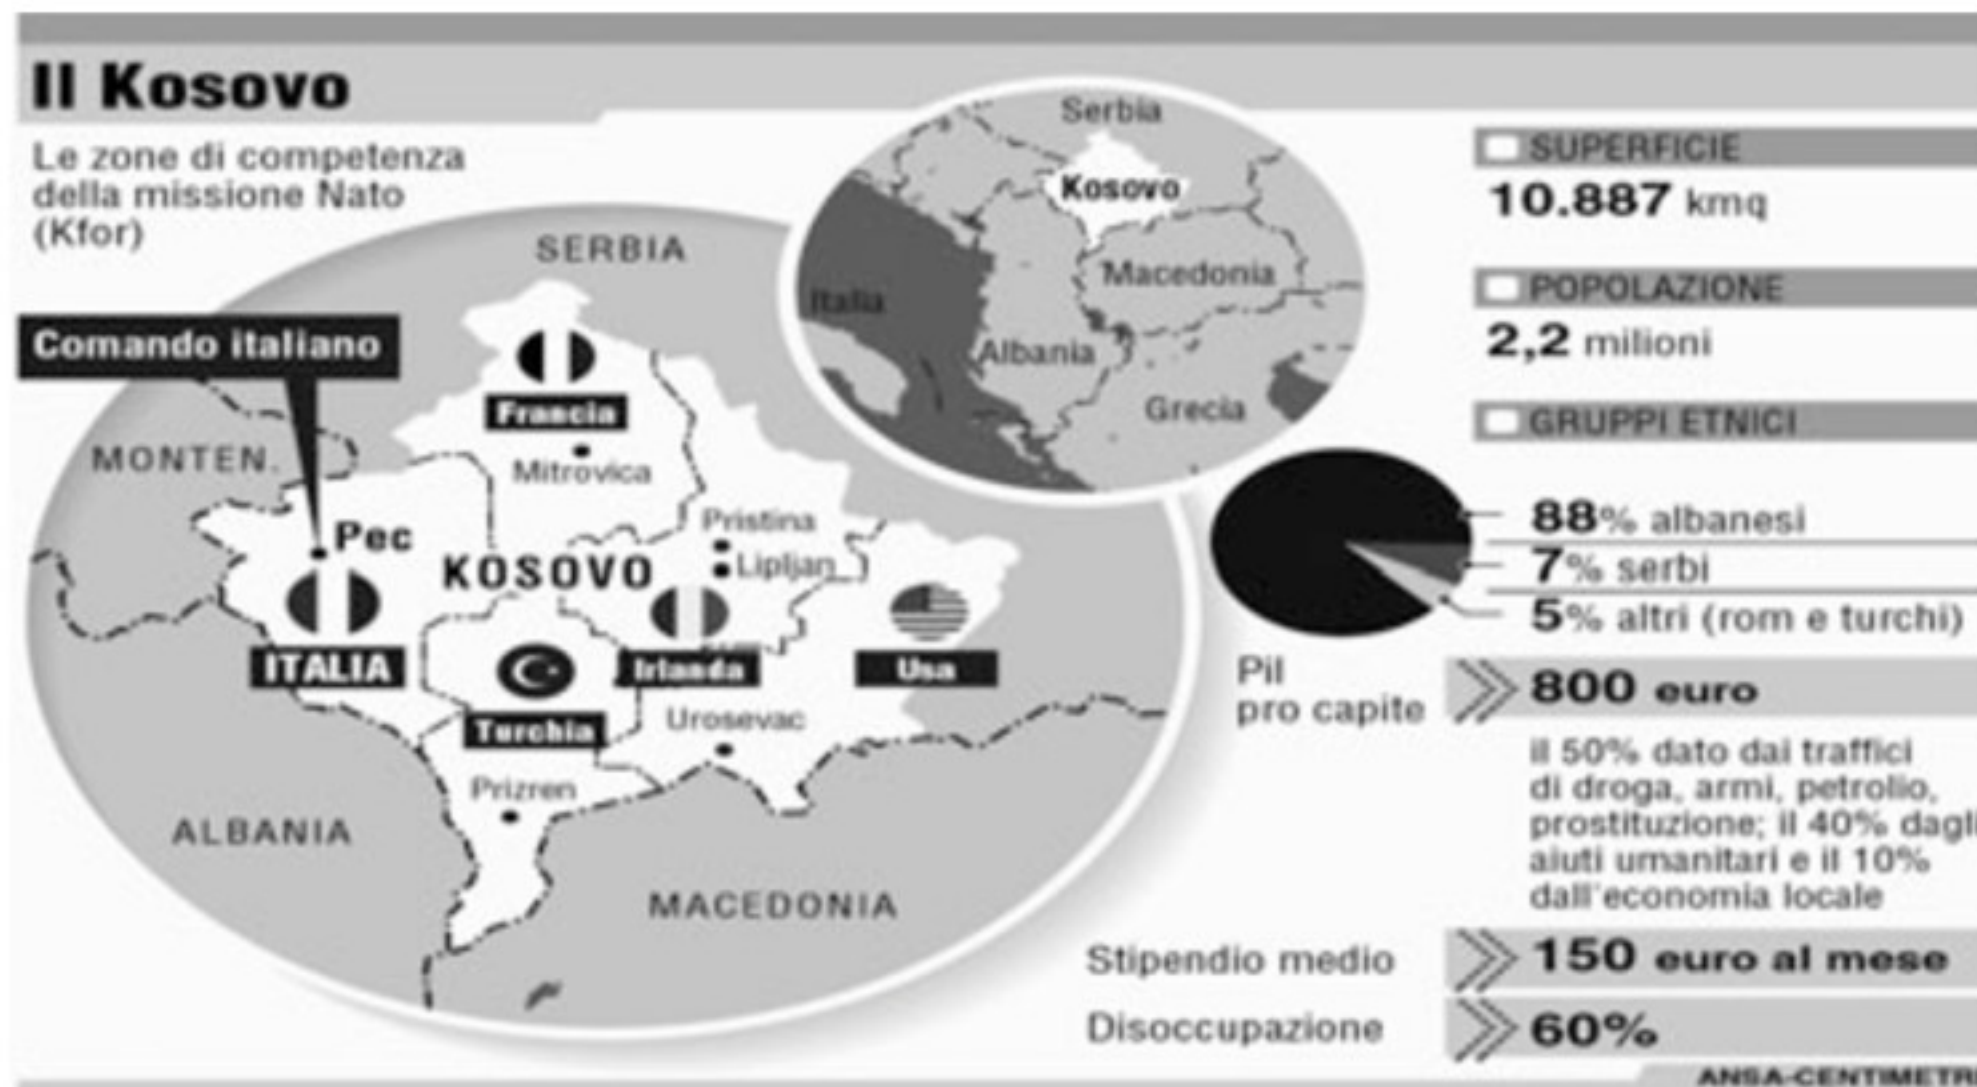 Il Kosovo
Le zone di competenza
della missione Nato
(Kfor)
Comando italiano
SERBIA
MONTEN.
Francia
Mitrovica
Pec
KOSOVO
Pristina
Lipljan
ITALIA
Irlanda
Usa
Turchia
Urosevac
Prizren
ALBANIA
MACEDONIA
Serbia
Kosovo
Macedonia
Italia
Albania
Grecia
SUPERFICIE
10.887 kmq
POPOLAZIONE
2,2 milioni
GRUPPI ETNICI
88% albanesi
7% serbi
5% altri (rom e turchi)
Pil
pro capite
800 euro
il 50% dato dai traffici
di droga, armi, petrolio,
prostituzione; il 40% dagli
aiuti umanitari e il 10%
dall'economia locale
Stipendio medio
150 euro al mese
Disoccupazione
60%
ANSA-CENTIMETRI